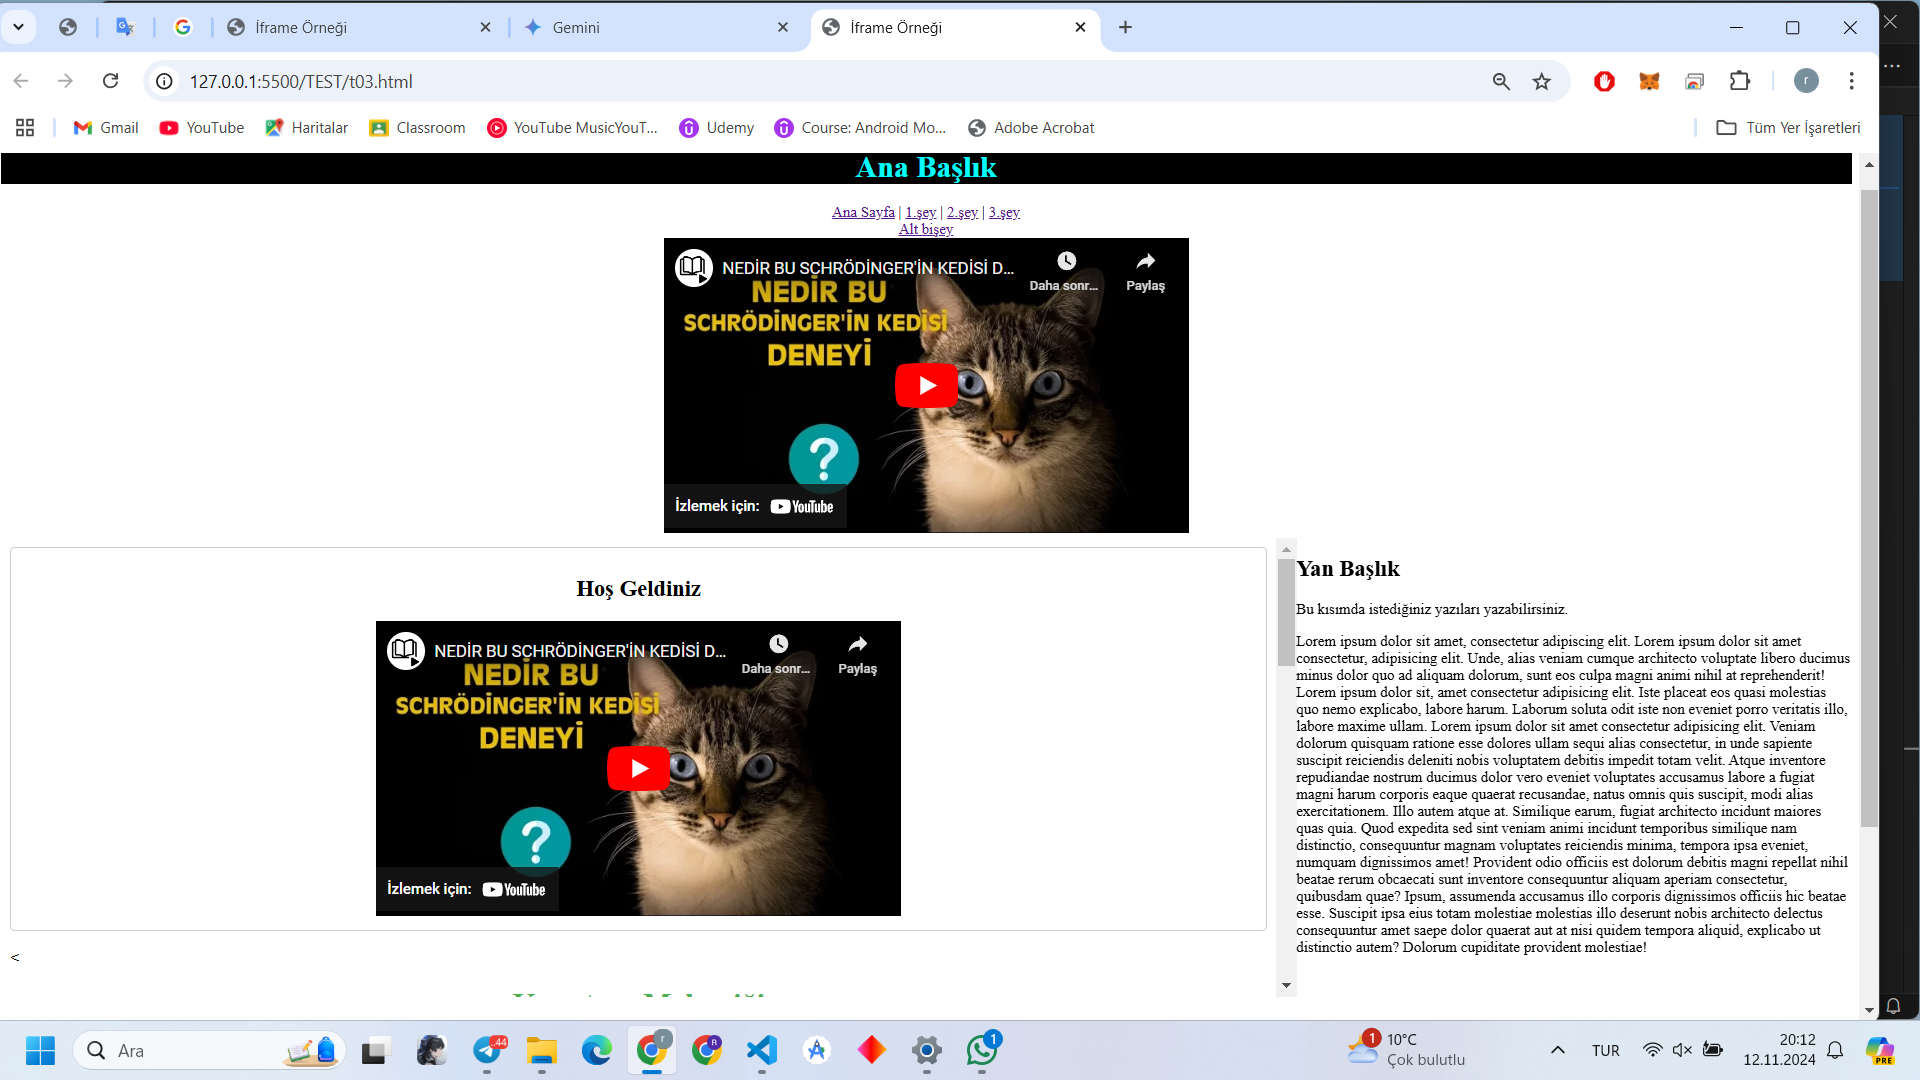 İframe Örneği
Gemini
İframe Örneği
127.0.0.1:5500/TEST/t03.html
r
Gmail
YouTube
Haritalar
Classroom
YouTube MusicYouT...
Udemy
Course: Android Mo...
Adobe Acrobat
Tüm Yer İşaretleri
Ana Başlık
Ana Sayfa | 1.şey | 2.şey | 3.şey
Alt bişey
NEDİR BU SCHRÖDİNGER'İN KEDİSİ D...
Daha sonr...
Paylaş
NEDİR BU
SCHRÖDİNGER'İN KEDİSİ
DENEYİ
?
İzlemek için: YouTube
Hoş Geldiniz
NEDİR BU SCHRÖDİNGER'İN KEDİSİ D...
Daha sonr...
Paylaş
NEDİR BU
SCHRÖDİNGER'İN KEDİSİ
DENEYİ
?
İzlemek için: YouTube
<
Yan Başlık
Bu kısımda istediğiniz yazıları yazabilirsiniz.
Lorem ipsum dolor sit amet, consectetur adipiscing elit. Lorem ipsum dolor sit amet
consectetur, adipisicing elit. Unde, alias veniam cumque architecto voluptate libero ducimus
minus dolor quo ad aliquam dolorum, sunt eos culpa magni animi nihil at reprehenderit!
Lorem ipsum dolor sit, amet consectetur adipisicing elit. Iste placeat eos quasi molestias
quo nemo explicabo, labore harum. Laborum soluta odit iste non eveniet porro veritatis illo,
labore maxime ullam. Lorem ipsum dolor sit amet consectetur adipisicing elit. Veniam
dolorum quisquam ratione esse dolores ullam sequi alias consectetur, in unde sapiente
suscipit reiciendis deleniti nobis voluptatem debitis impedit totam velit. Atque inventore
repudiandae nostrum ducimus dolor vero eveniet voluptates accusamus labore a fugiat
magni harum corporis eaque quaerat recusandae, natus omnis quis suscipit, modi alias
exercitationem. Illo autem atque at. Similique earum, fugiat architecto incidunt maiores
quas quia. Quod expedita sed sint veniam animi incidunt temporibus similique nam
distinctio, consequuntur magnam voluptates reiciendis minima, tempora ipsa eveniet,
numquam dignissimos amet! Provident odio officiis est dolorum debitis magni repellat nihil
beatae rerum obcaecati sunt inventore consequuntur aliquam aperiam consectetur,
quibusdam quae? Ipsum, assumenda accusamus illo corporis dignissimos officiis hic beatae
esse. Suscipit ipsa eius totam molestiae molestias illo deserunt nobis architecto delectus
consequuntur amet saepe dolor quaerat aut at nisi quidem tempora aliquid, explicabo ut
distinctio autem? Dolorum cupiditate provident molestiae!
Ara
..44
r
R
1
1
10°C
Çok bulutlu
TUR
20:12
12.11.2024
PRE